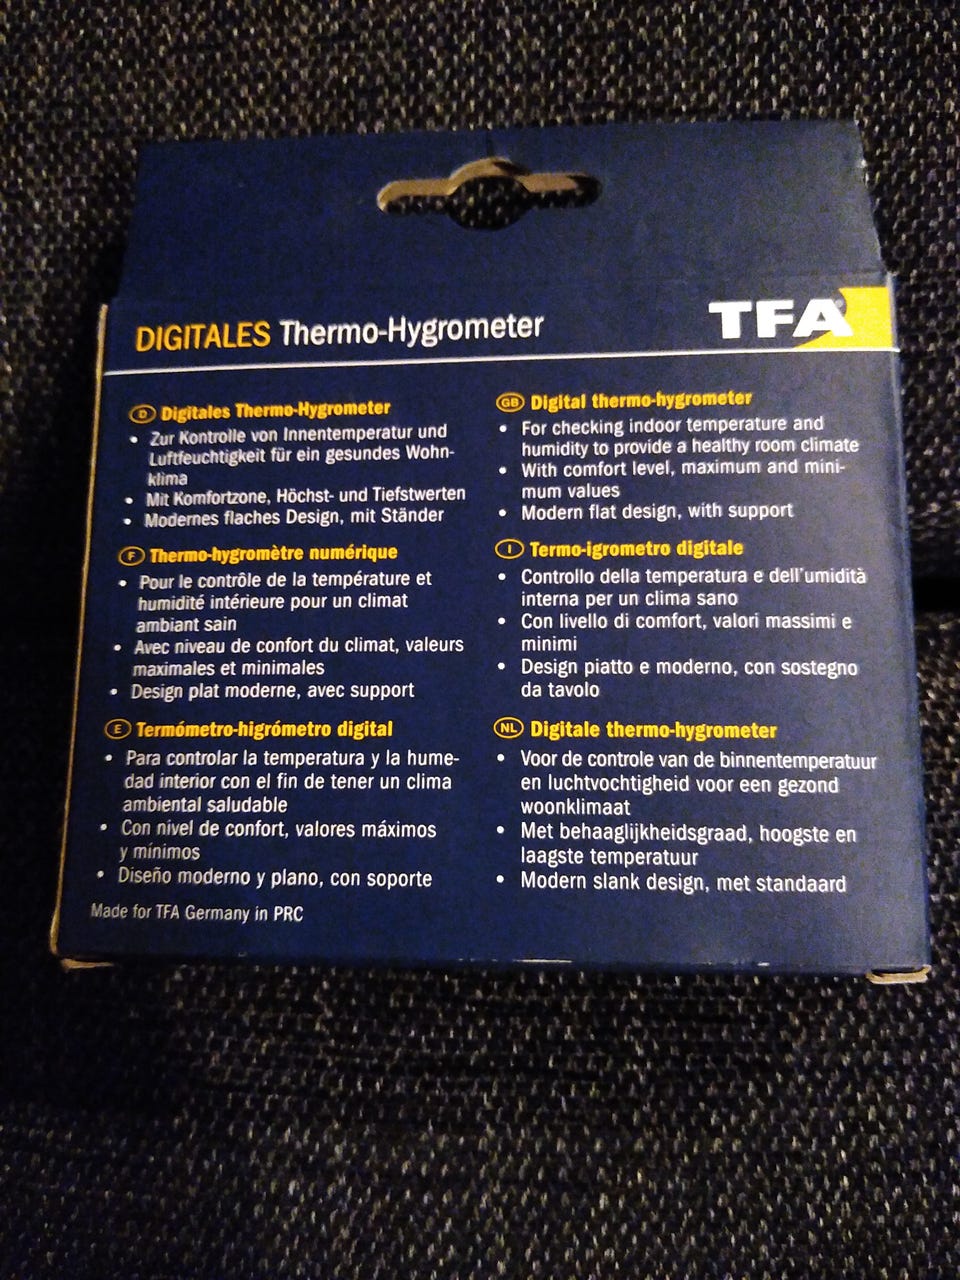 DIGITALES Thermo-Hygrometer
TFA®
D Digitales Thermo-Hygrometer
• Zur Kontrolle von Innentemperatur und
Luftfeuchtigkeit für ein gesundes Wohn-
klima
• Mit Komfortzone, Höchst- und Tiefstwerten
• Modernes flaches Design, mit Ständer
F Thermo-hygromètre numérique
• Pour le contrôle de la température et
humidité intérieure pour un climat
ambiant sain
• Avec niveau de confort du climat, valeurs
maximales et minimales
• Design plat moderne, avec support
E Termómetro-higrómetro digital
• Para controlar la temperatura y la hume-
dad interior con el fin de tener un clima
ambiental saludable
• Con nivel de confort, valores máximos
y mínimos
• Diseño moderno y plano, con soporte
Made for TFA Germany in PRC
GB Digital thermo-hygrometer
• For checking indoor temperature and
humidity to provide a healthy room climate
• With comfort level, maximum and mini-
mum values
• Modern flat design, with support
I Termo-igrometro digitale
• Controllo della temperatura e dell'umidità
interna per un clima sano
• Con livello di comfort, valori massimi e
minimi
• Design piatto e moderno, con sostegno
da tavolo
NL Digitale thermo-hygrometer
• Voor de controle van de binnentemperatuur
en luchtvochtigheid voor een gezond
woonklimaat
• Met behaaglijkheidsgraad, hoogste en
laagste temperatuur
• Modern slank design, met standaard